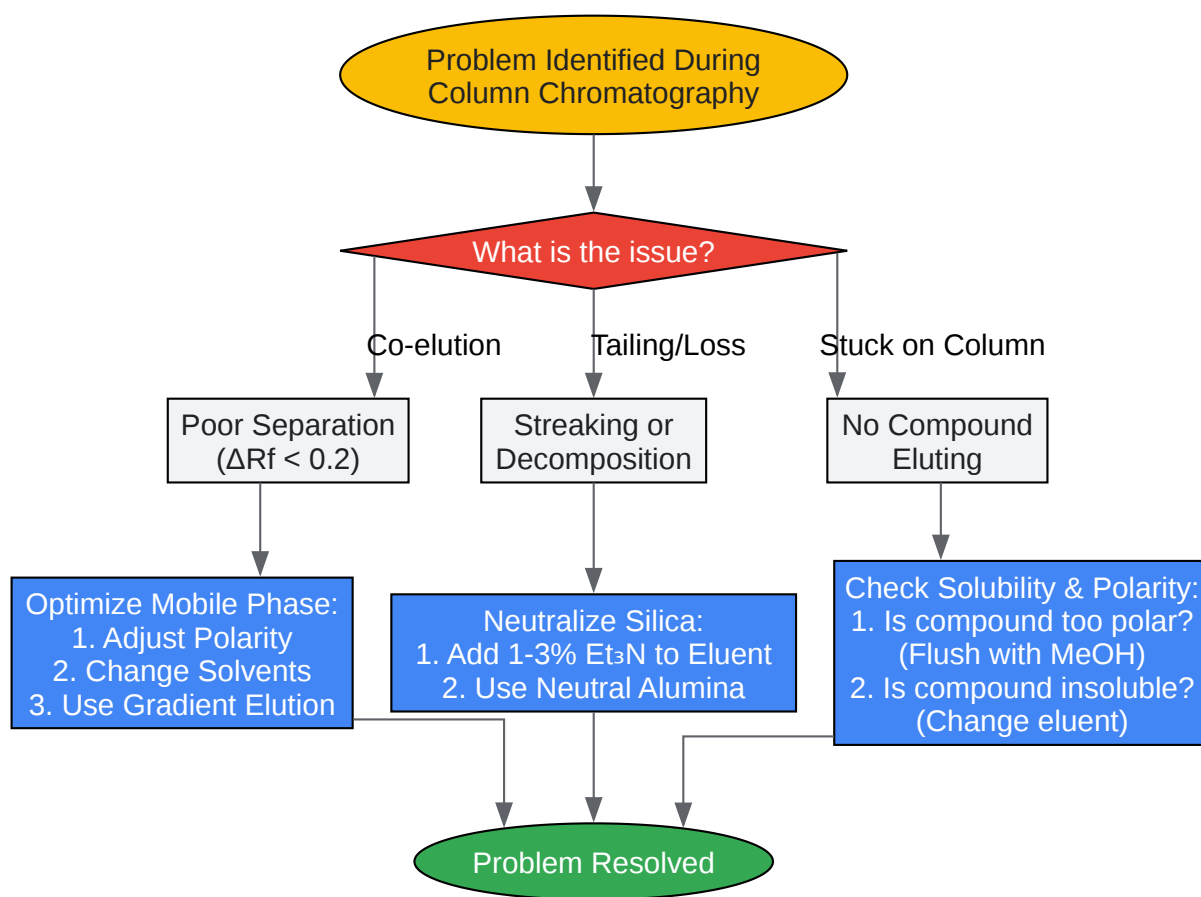 Problem Identified During
Column Chromatography
What is the issue?
Co-elution
Tailing/Loss
Stuck on Column
Poor Separation
(ΔRf < 0.2)
Streaking or
Decomposition
No Compound
Eluting
Optimize Mobile Phase:
1. Adjust Polarity
2. Change Solvents
3. Use Gradient Elution
Neutralize Silica:
1. Add 1-3% Et₃N to Eluent
2. Use Neutral Alumina
Check Solubility & Polarity:
1. Is compound too polar?
(Flush with MeOH)
2. Is compound insoluble?
(Change eluent)
Problem Resolved